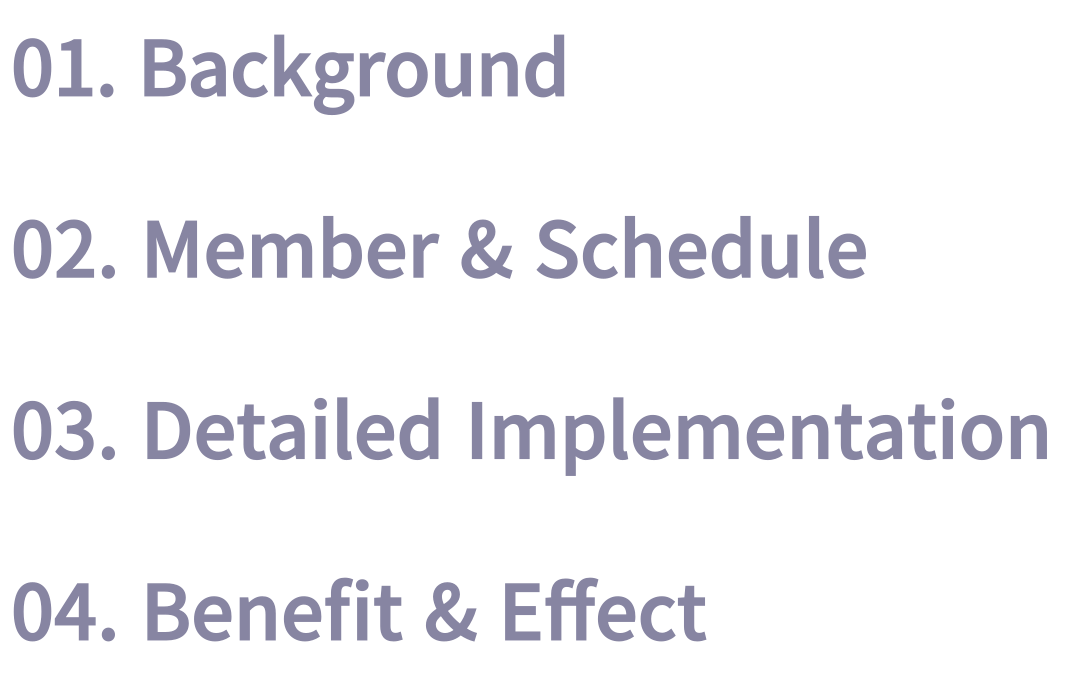 01. Background
02. Member & Schedule
03. Detailed Implementation
04. Benefit & Effect